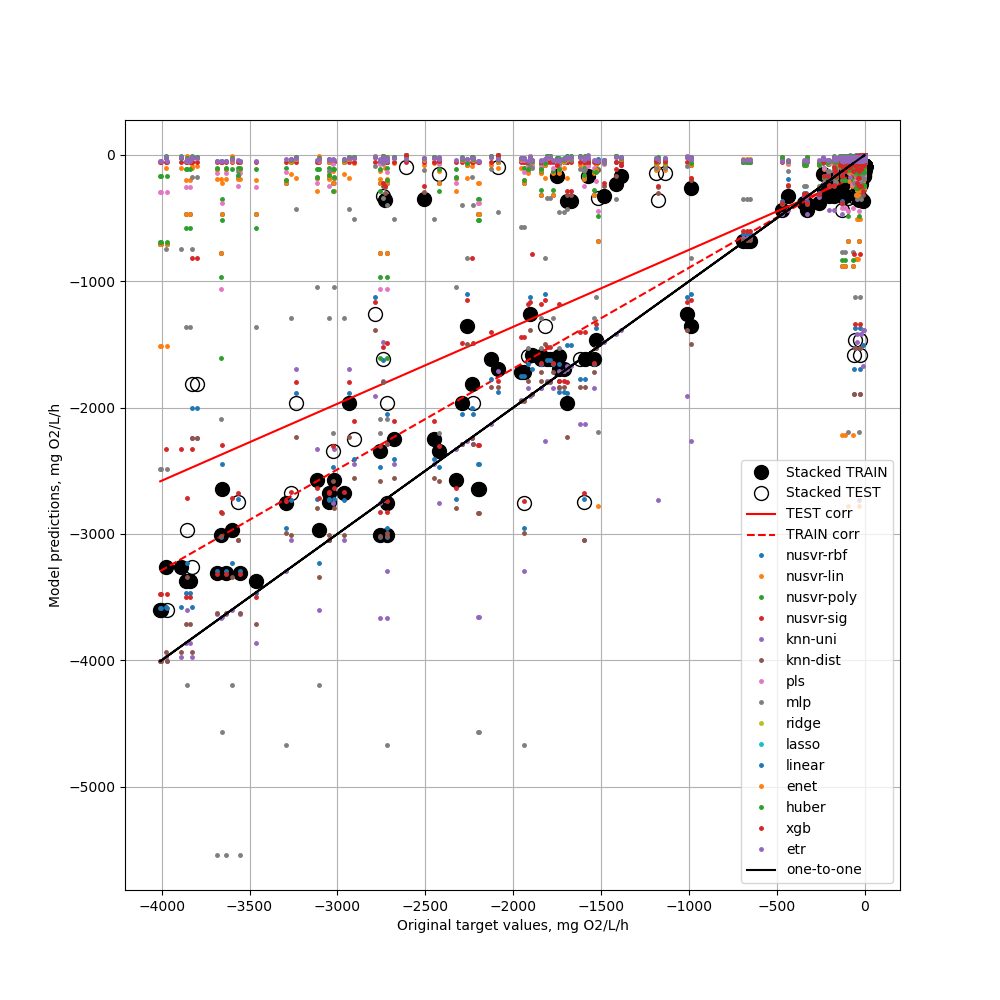 0
−1000
−2000
−3000
−4000
−5000
Model predictions, mg O2/L/h
−4000 −3500 −3000 −2500 −2000 −1500 −1000 −500 0
Original target values, mg O2/L/h
Stacked TRAIN
Stacked TEST
TEST corr
TRAIN corr
nusvr-rbf
nusvr-lin
nusvr-poly
nusvr-sig
knn-uni
knn-dist
pls
mlp
ridge
lasso
linear
enet
huber
xgb
etr
one-to-one